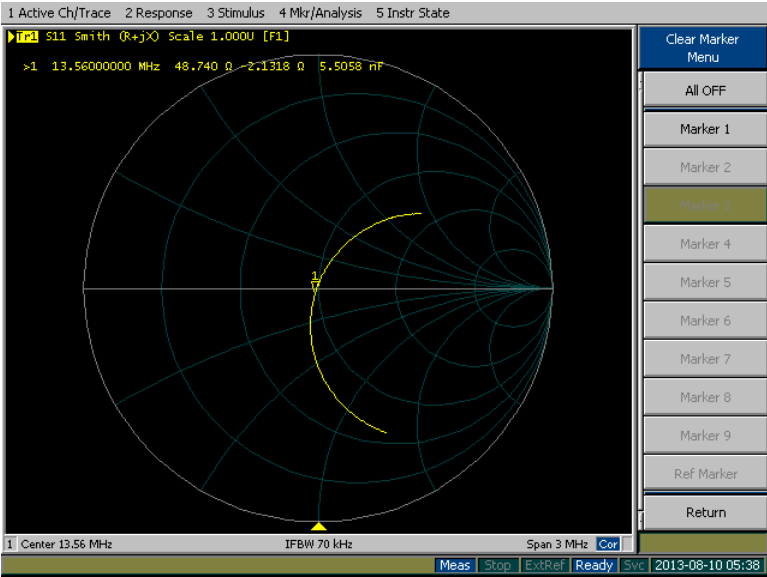 1 Active Ch/Trace 2 Response 3 Stimulus 4 Mkr/Analysis 5 Instr State
Tr1 S11 Smith (R+jX) Scale 1.000U [F1]
>1 13.56000000 MHz 48.740 Ω -2.1318 Ω 5.5058 nF
1
Clear Marker Menu
All OFF
Marker 1
Marker 2
Marker 3
Marker 4
Marker 5
Marker 6
Marker 7
Marker 8
Marker 9
Ref Marker
Return
1 Center 13.56 MHz IFBW 70 kHz Span 3 MHz Cor
Meas Stop ExtRef Ready Svc 2013-08-10 05:38